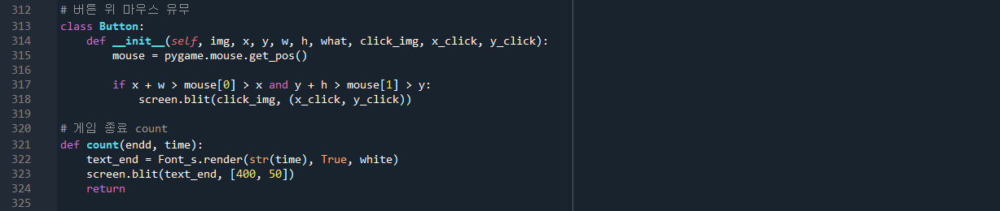 312 # 버튼 위 마우스 유무
313 class Button:
314     def __init__(self, img, x, y, w, h, what, click_img, x_click, y_click):
315         mouse = pygame.mouse.get_pos()
316
317         if x + w > mouse[0] > x and y + h > mouse[1] > y:
318             screen.blit(click_img, (x_click, y_click))
319
320 # 게임 종료 count
321 def count(endd, time):
322     text_end = Font_s.render(str(time), True, white)
323     screen.blit(text_end, [400, 50])
324     return
325